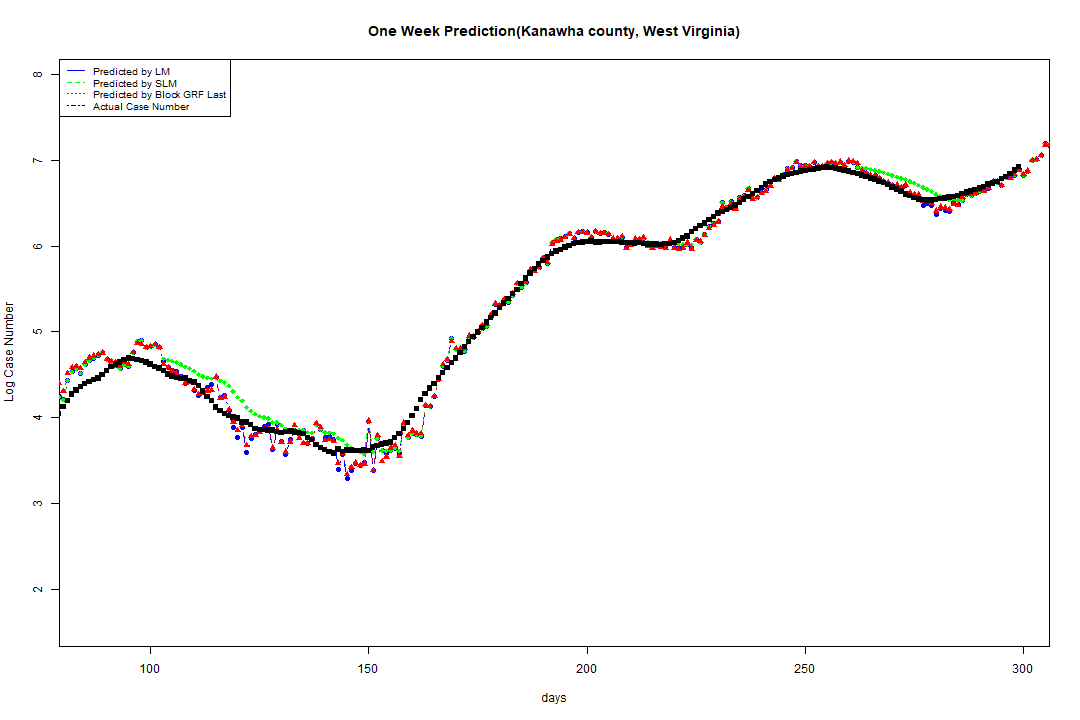 One Week Prediction(Kanawha county, West Virginia)
Predicted by LM
Predicted by SLM
Predicted by Block GRF Last
Actual Case Number
8
7
6
5
4
3
2
Log Case Number
100 150 200 250 300
days